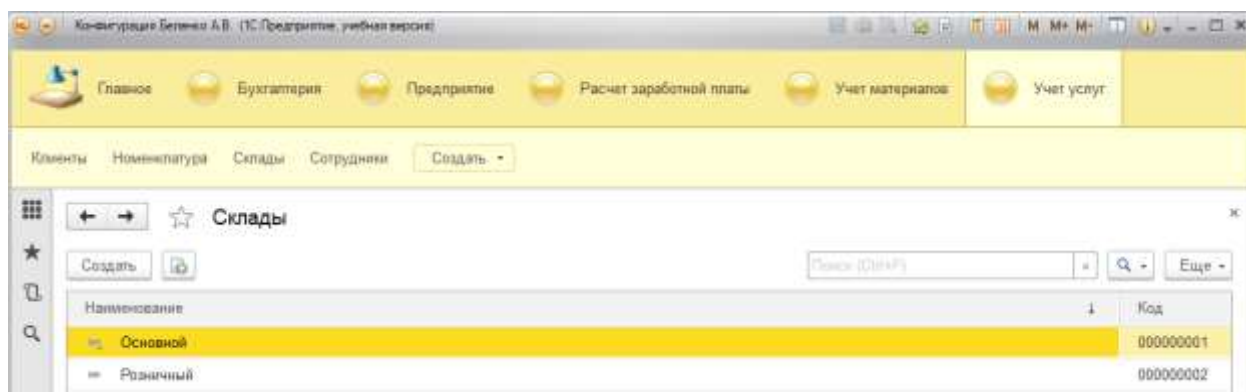 Конфигурация Беленко А.В. (1С:Предприятие, учебная версия) M M+ M-
Главное Бухгалтерия Предприятие Расчет заработной платы Учет материалов Учет услуг
Клиенты Номенклатура Склады Сотрудники Создать
Склады
Создать Поиск (Ctrl+F) Еще
Наименование Код
Основной 000000001
Розничный 000000002